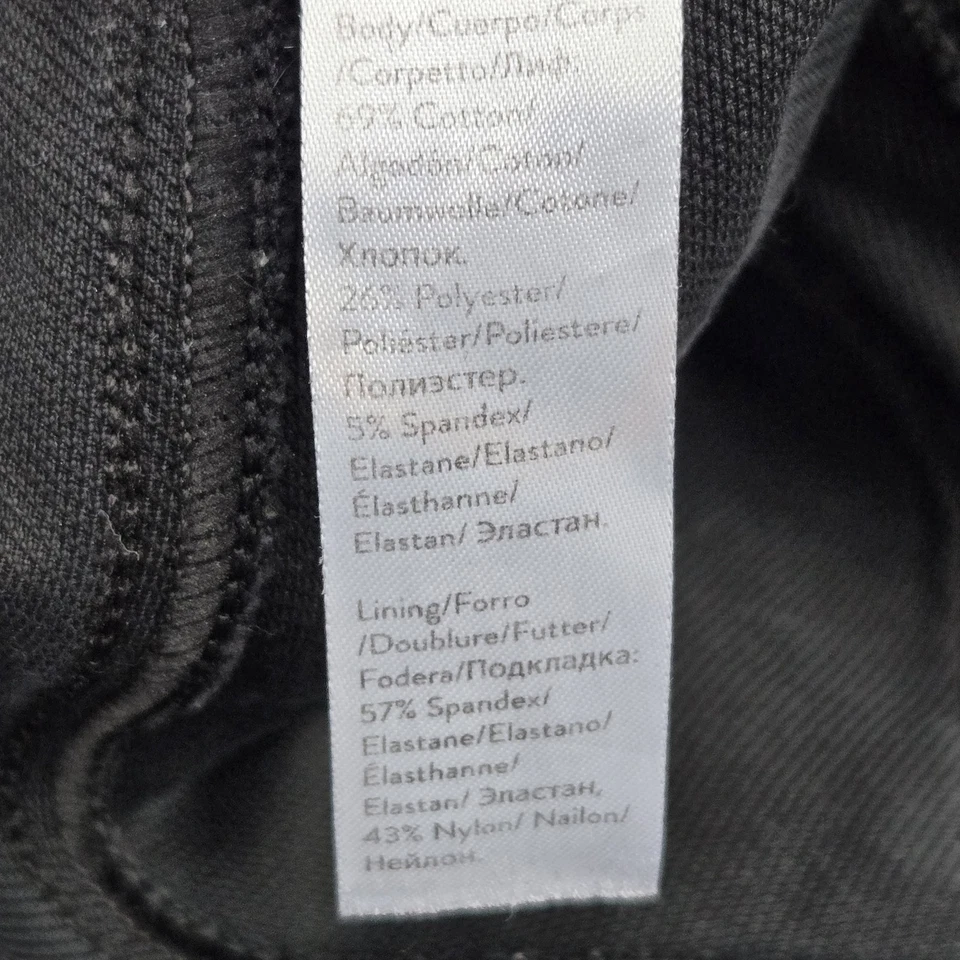 Body/Cuerpo/Corps
/Corpetto/Лиф.
69% Cotton/
Algodón/Coton/
Baumwolle/Cotone/
Хлопок.
26% Polyester/
Poliéster/Poliestere/
Полиэстер.
5% Spandex/
Elastane/Elastano/
Élasthanne/
Elastan/ Эластан.
Lining/Forro
/Doublure/Futter/
Fodera/Подкладка:
57% Spandex/
Elastane/Elastano/
Élasthanne/
Elastan/ Эластан,
43% Nylon/ Nailon/
Нейлон.